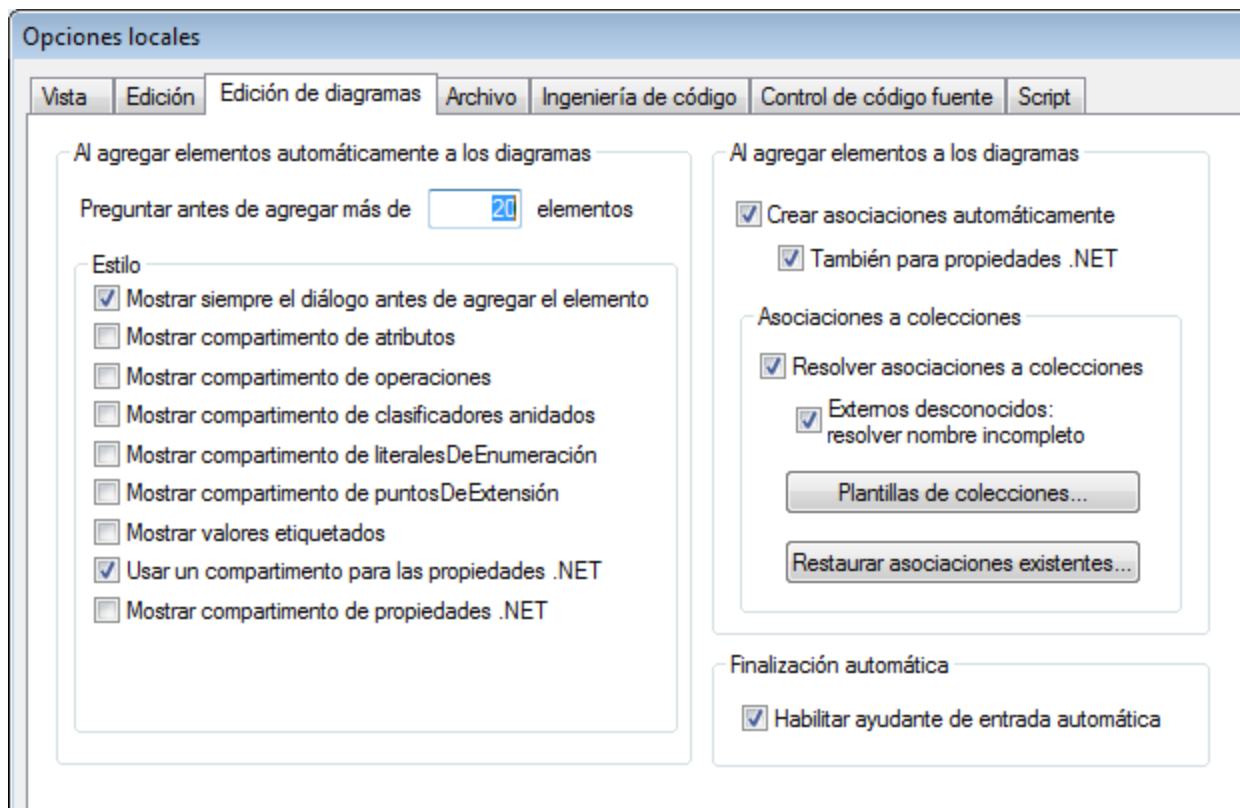 Opciones locales
Vista Edición Edición de diagramas Archivo Ingeniería de código Control de código fuente Script
Al agregar elementos automáticamente a los diagramas
Preguntar antes de agregar más de 20 elementos
Estilo
Mostrar siempre el diálogo antes de agregar el elemento
Mostrar compartimento de atributos
Mostrar compartimento de operaciones
Mostrar compartimento de clasificadores anidados
Mostrar compartimento de literalesDeEnumeración
Mostrar compartimento de puntosDeExtensión
Mostrar valores etiquetados
Usar un compartimento para las propiedades .NET
Mostrar compartimento de propiedades .NET
Al agregar elementos a los diagramas
Crear asociaciones automáticamente
También para propiedades .NET
Asociaciones a colecciones
Resolver asociaciones a colecciones
Externos desconocidos:
resolver nombre incompleto
Plantillas de colecciones...
Restaurar asociaciones existentes...
Finalización automática
Habilitar ayudante de entrada automática